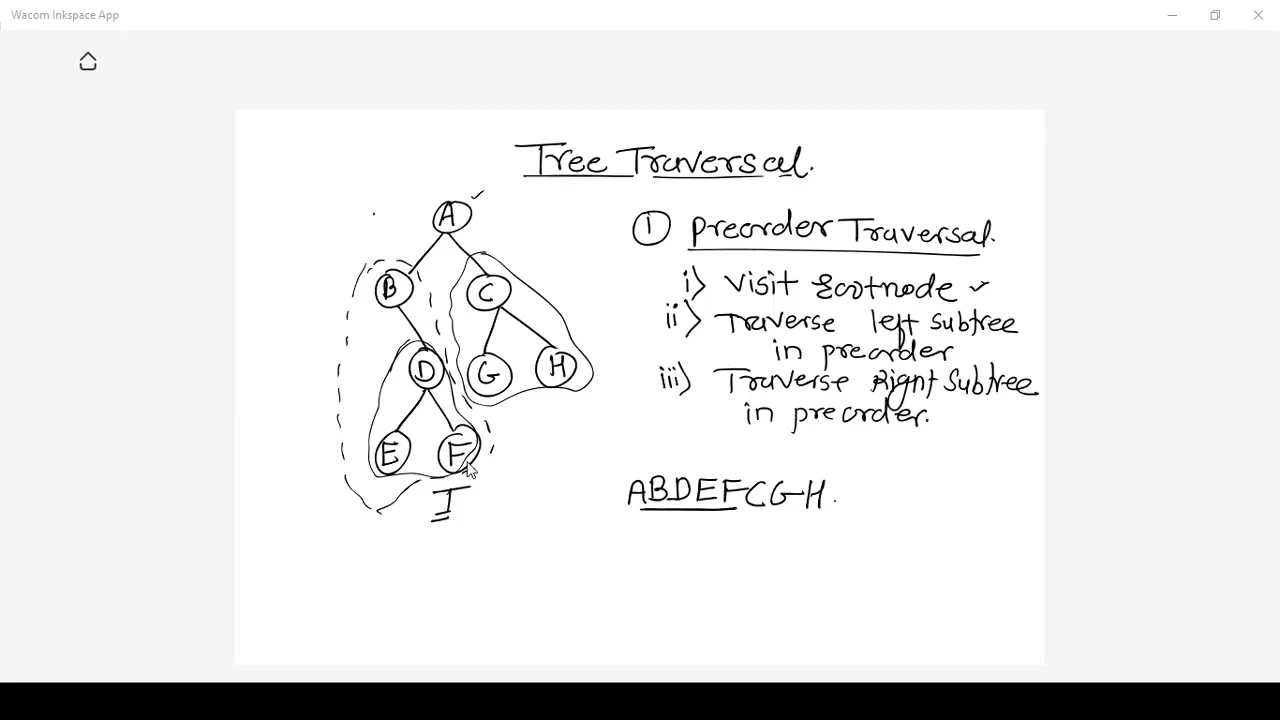 Wacom Inkspace App
Tree Traversal.
A
B
C
D
G
H
E
F
I
① Preorder Traversal.
i) Visit Rootnode
ii) Traverse left subtree
in preorder
iii) Traverse Right Subtree
in preorder.
ABDEFCGH.